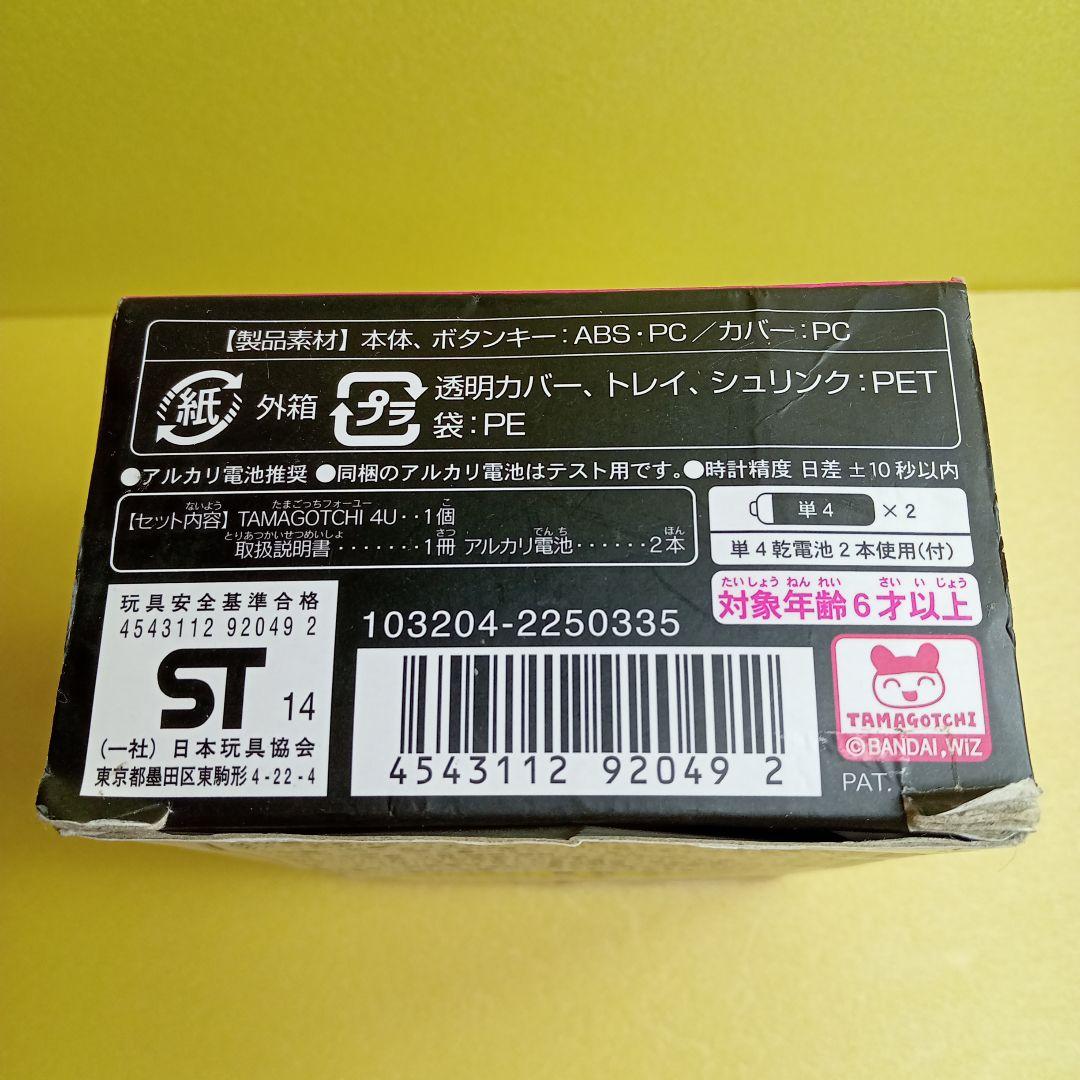 【製品素材】本体、ボタンキー：ABS・PC／カバー：PC
紙 外箱 プラ 透明カバー、トレイ、シュリンク：PET
袋：PE
●アルカリ電池推奨 ●同梱のアルカリ電池はテスト用です。●時計精度 日差 ±10秒以内
ないよう たまごっちフォーユー こ
【セット内容】TAMAGOTCHI 4U‥1個
とりあつかいせつめいしょ さつ でんち ほん
取扱説明書‥‥‥‥1冊 アルカリ電池‥‥‥2本
単4 ×2
単4乾電池2本使用(付)
たいしょう ねん れい さい い じょう
対象年齢6才以上
玩具安全基準合格
4543112 92049 2
ST 14
(一社) 日本玩具協会
東京都墨田区東駒形4-22-4
103204-2250335
4543112 92049 2
TAMAGOTCHI
©BANDAI,WiZ
PAT.